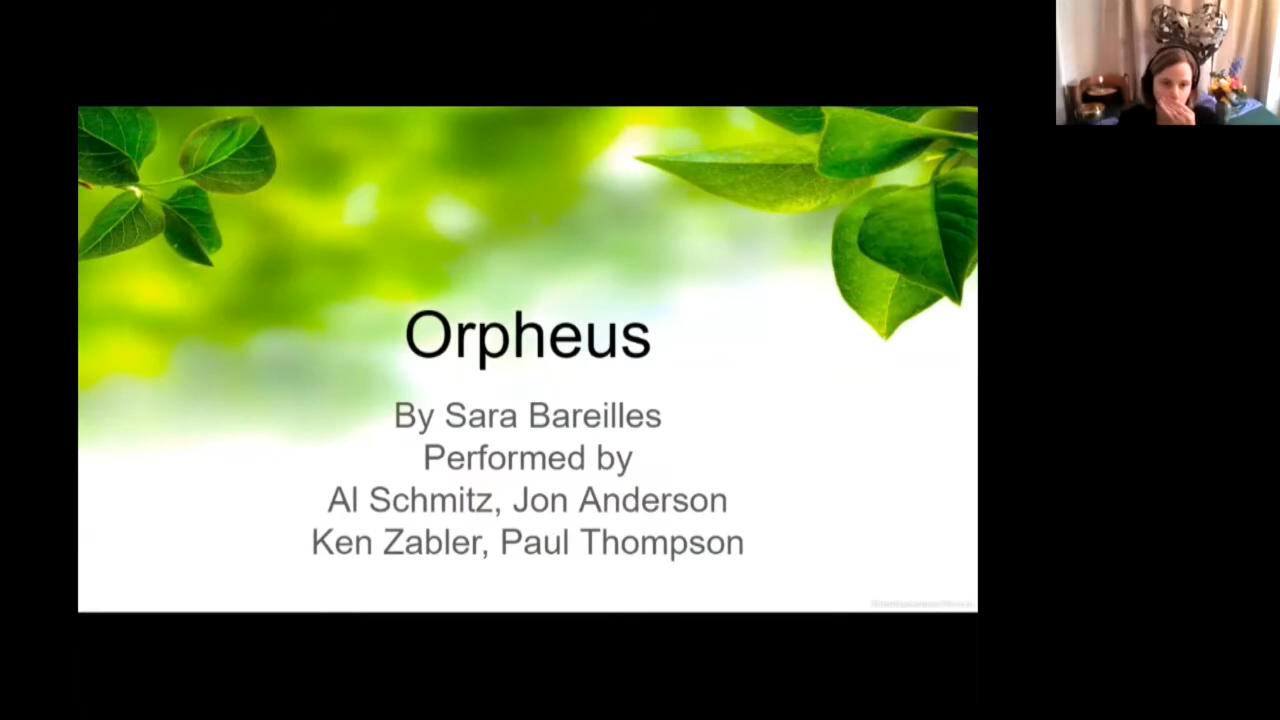 Orpheus
By Sara Bareilles
Performed by
Al Schmitz, Jon Anderson
Ken Zabler, Paul Thompson